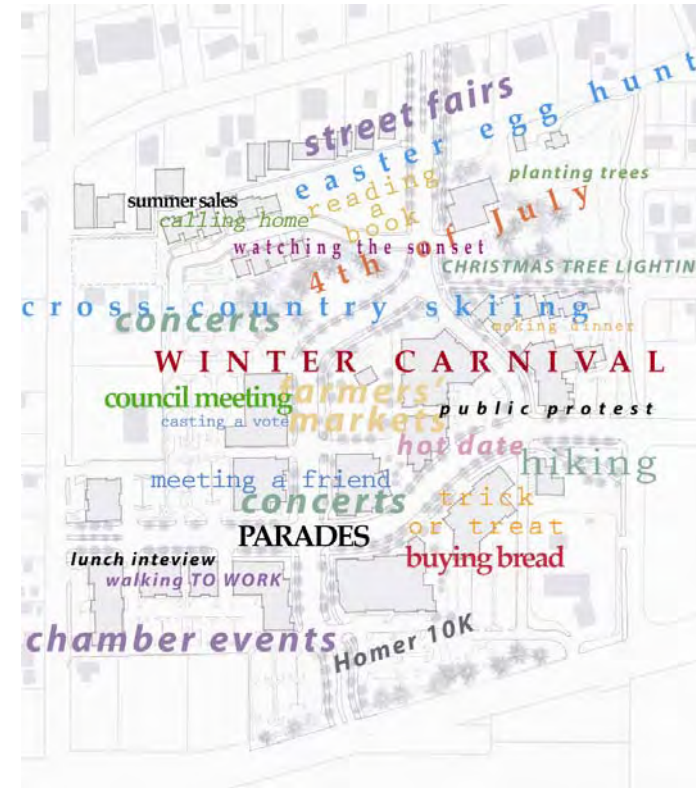 street fairs
easter egg hunt
planting trees
summer sales
reading
a
book
calling home
4th of July
watching the sunset
CHRISTMAS TREE LIGHTIN
cross-country skiing
concerts
making dinner
WINTER CARNIVAL
council meeting
farmers'
markets
public protest
casting a vote
hot date
hiking
meeting a friend
concerts
trick
or treat
PARADES
buying bread
lunch inteview
walking TO WORK
chamber events
Homer 10K